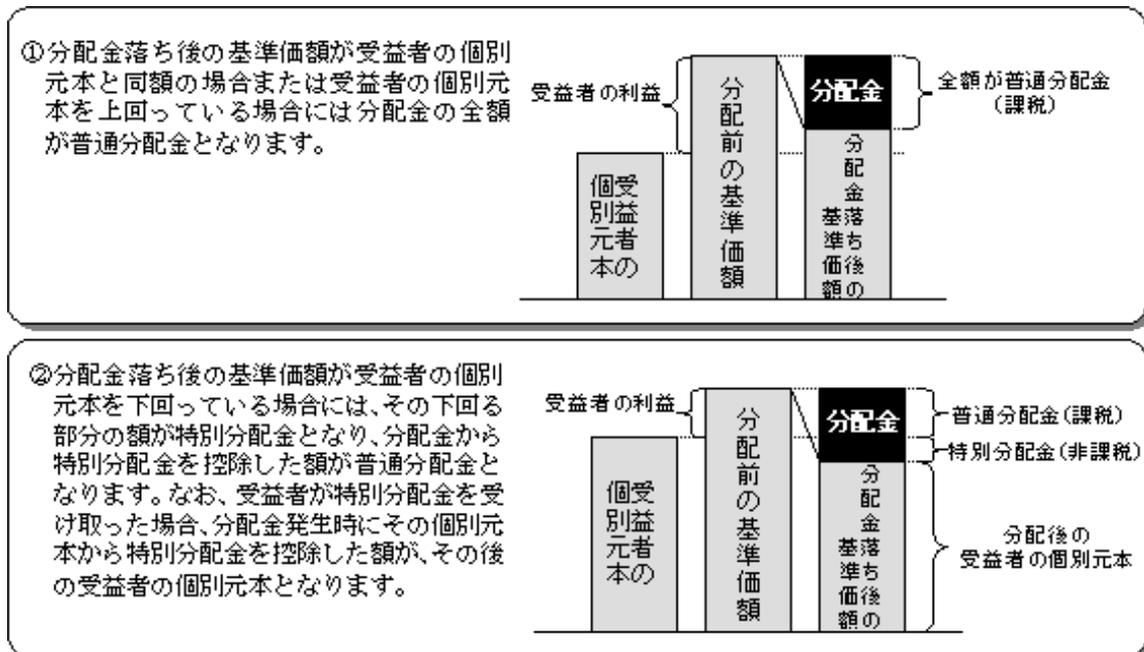 ①分配金落ち後の基準価額が受益者の個別
元本と同額の場合または受益者の個別元
本を上回っている場合には分配金の全額
が普通分配金となります。
受益者の利益
受益者の
個別元本
分配前の基準価額
分配金
分配金落ち後の
基準価額
全額が普通分配金
(課税)
②分配金落ち後の基準価額が受益者の個別
元本を下回っている場合には、その下回る
部分の額が特別分配金となり、分配金から
特別分配金を控除した額が普通分配金と
なります。なお、受益者が特別分配金を受
け取った場合、分配金発生時にその個別元
本から特別分配金を控除した額が、その後
の受益者の個別元本となります。
受益者の利益
受益者の
個別元本
分配前の基準価額
分配金
分配金落ち後の
基準価額
普通分配金(課税)
特別分配金(非課税)
分配後の
受益者の個別元本